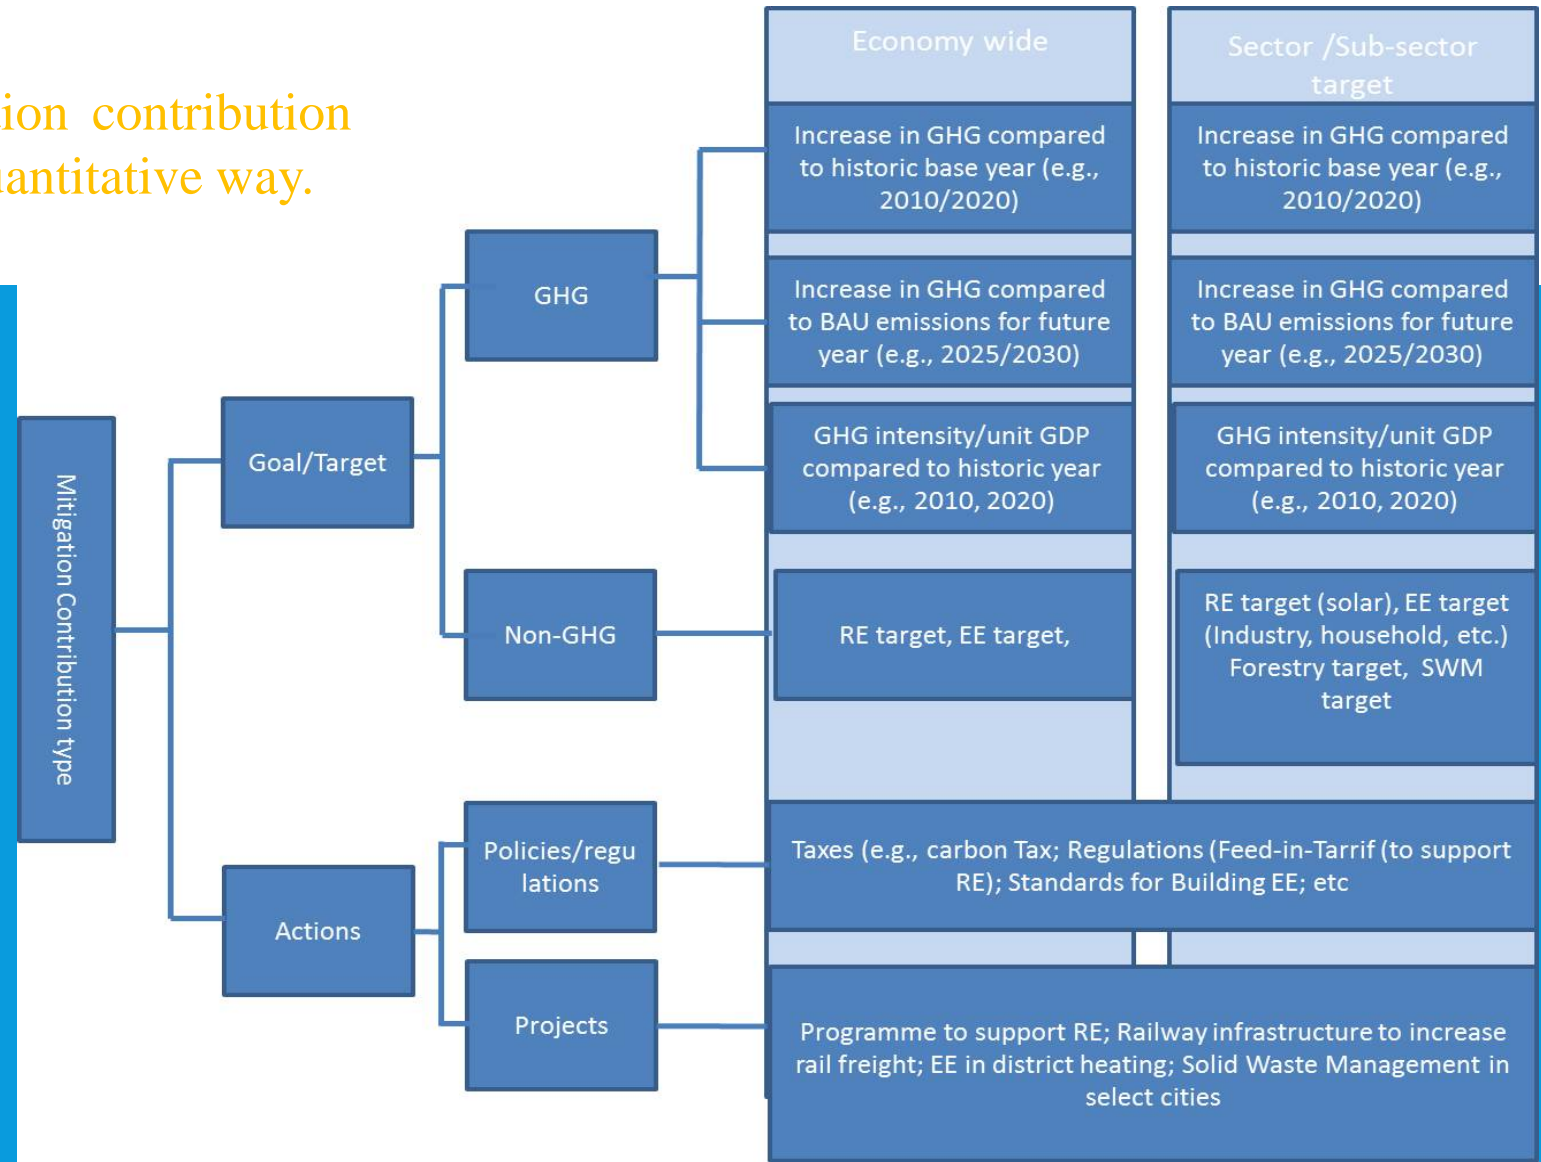 tion contribution
uantitative way.
Economy wide
Sector /Sub-sector
target
Increase in GHG compared
to historic base year (e.g.,
2010/2020)
Increase in GHG compared
to historic base year (e.g.,
2010/2020)
GHG
Increase in GHG compared
to BAU emissions for future
year (e.g., 2025/2030)
Increase in GHG compared
to BAU emissions for future
year (e.g., 2025/2030)
Goal/Target
GHG intensity/unit GDP
compared to historic year
(e.g., 2010, 2020)
GHG intensity/unit GDP
compared to historic year
(e.g., 2010, 2020)
Mitigation Contribution type
Non-GHG
RE target, EE target,
RE target (solar), EE target
(Industry, household, etc.)
Forestry target, SWM
target
Policies/regu
lations
Taxes (e.g., carbon Tax; Regulations (Feed-in-Tarrif (to support
RE); Standards for Building EE; etc
Actions
Projects
Programme to support RE; Railway infrastructure to increase
rail freight; EE in district heating; Solid Waste Management in
select cities